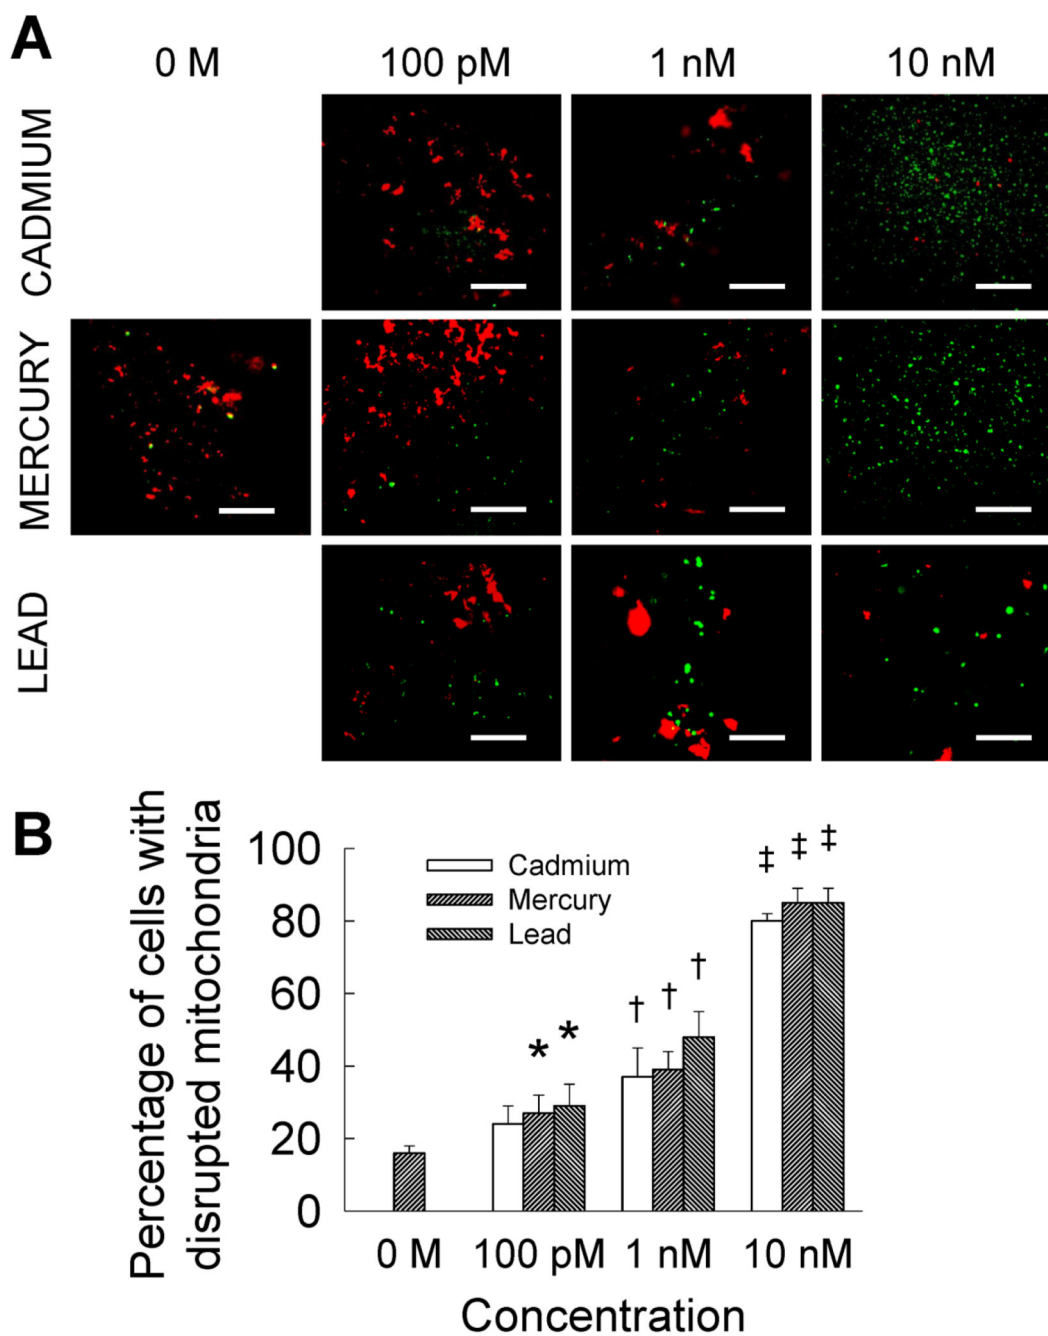 A
0 M 100 pM 1 nM 10 nM
CADMIUM
MERCURY
LEAD
B
Percentage of cells with
disrupted mitochondria
100
80
60
40
20
0
Cadmium
Mercury
Lead
* *
† † †
‡ ‡ ‡
0 M 100 pM 1 nM 10 nM
Concentration